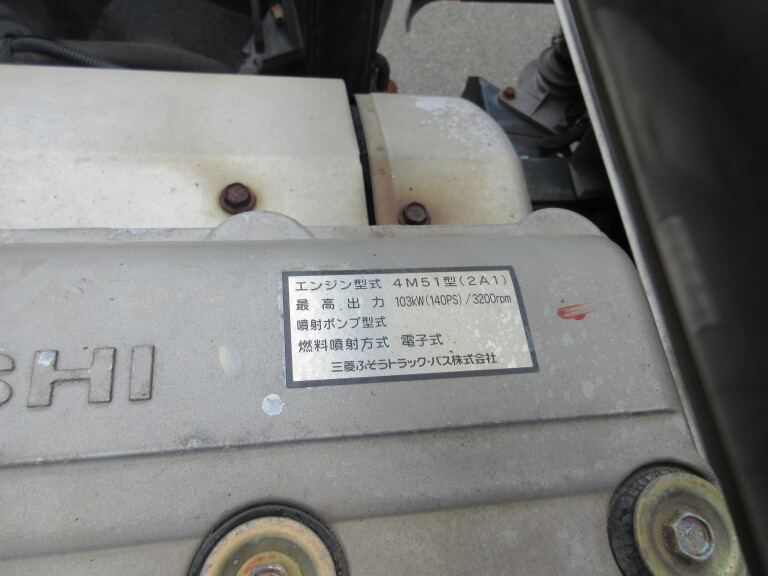 エンジン型式 4M51型(2A1)
最高出力 103kW(140PS)/3200rpm
噴射ポンプ型式
燃料噴射方式 電子式
三菱ふそうトラック・バス株式会社
SHI